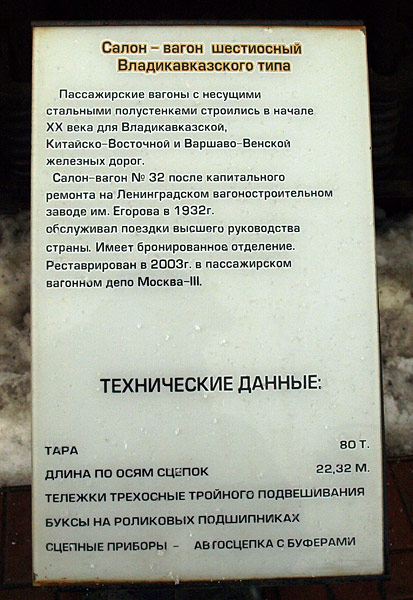 Салон – вагон шестиосный
Владикавказского типа
Пассажирские вагоны с несущими
стальными полустенками строились в начале
XX века для Владикавказской,
Китайско-Восточной и Варшаво-Венской
железных дорог.
Салон-вагон № 32 после капитального
ремонта на Ленинградском вагоностроительном
заводе им. Егорова в 1932г.
обслуживал поездки высшего руководства
страны. Имеет бронированное отделение.
Реставрирован в 2003г. в пассажирском
вагонном депо Москва-III.
ТЕХНИЧЕСКИЕ ДАННЫЕ:
ТАРА 80 Т.
ДЛИНА ПО ОСЯМ СЦЕПОК 22,32 М.
ТЕЛЕЖКИ ТРЕХОСНЫЕ ТРОЙНОГО ПОДВЕШИВАНИЯ
БУКСЫ НА РОЛИКОВЫХ ПОДШИПНИКАХ
СЦЕПНЫЕ ПРИБОРЫ – АВТОСЦЕПКА С БУФЕРАМИ